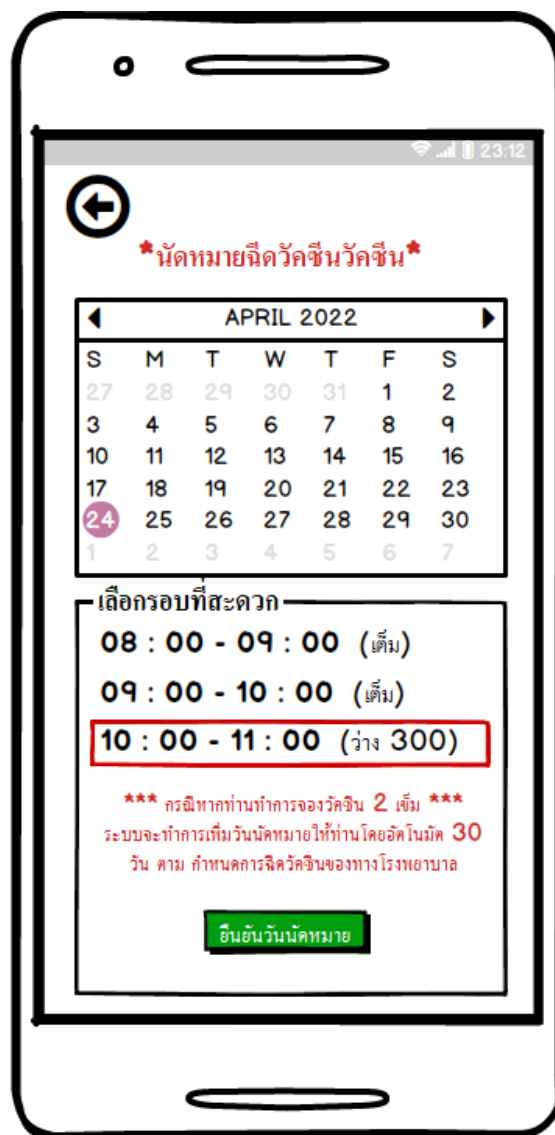 23:12
*นัดหมายฉีดวัคซีนวัคซีน*
APRIL 2022
S M T W T F S
27 28 29 30 31 1 2
3 4 5 6 7 8 9
10 11 12 13 14 15 16
17 18 19 20 21 22 23
24 25 26 27 28 29 30
1 2 3 4 5 6 7
เลือกรอบที่สะดวก
08 : 00 - 09 : 00 (เต็ม)
09 : 00 - 10 : 00 (เต็ม)
10 : 00 - 11 : 00 (ว่าง 300)
*** กรณีหากท่านทำการจองวัคซีน 2 เข็ม ***
ระบบจะทำการเพิ่มวันนัดหมายให้ท่านโดยอัตโนมัต 30
วัน ตาม กำหนดการฉีดวัคซีนของทางโรงพยาบาล
ยืนยันวันนัดหมาย